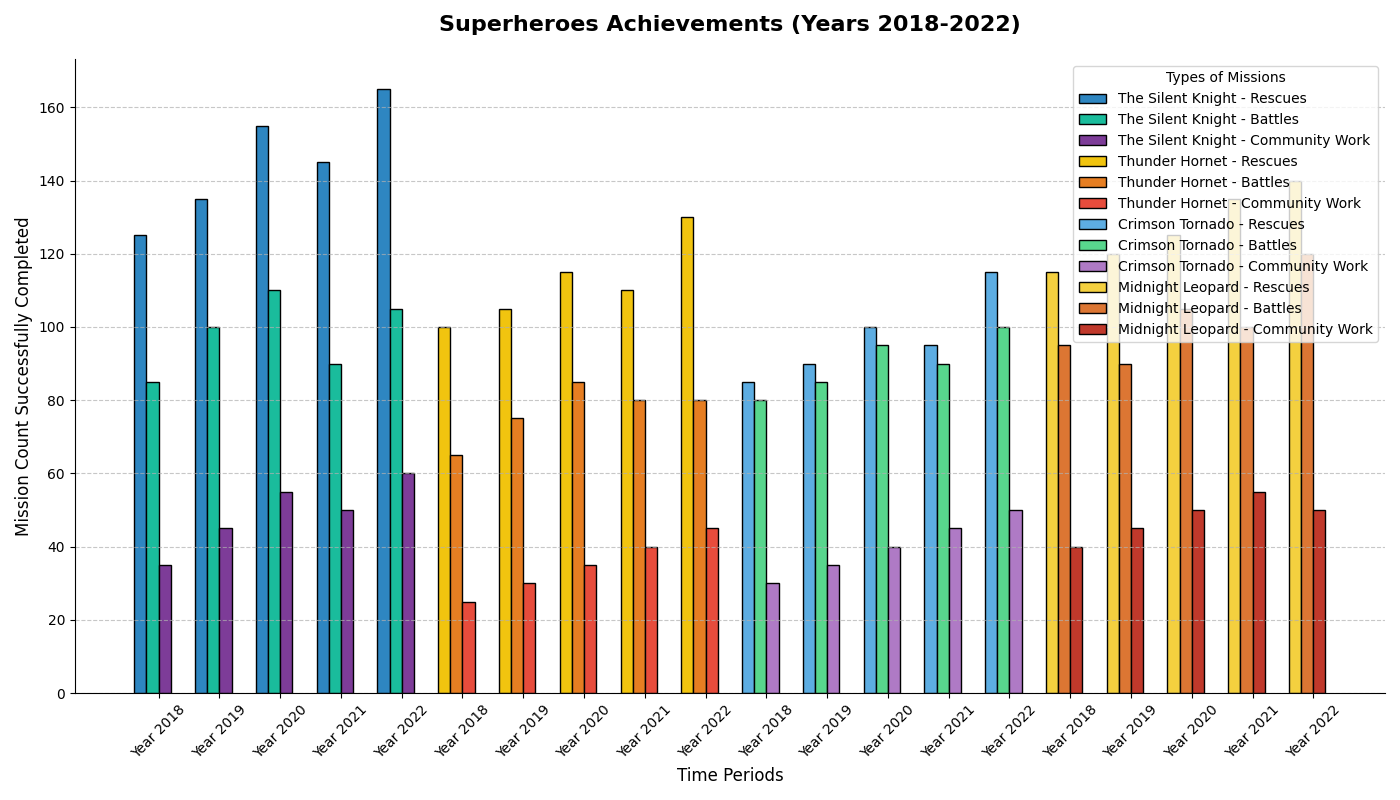 Superheroes Achievements (Years 2018-2022)
Mission Count Successfully Completed
160
140
120
100
80
60
40
20
0
Types of Missions
The Silent Knight - Rescues
The Silent Knight - Battles
The Silent Knight - Community Work
Thunder Hornet - Rescues
Thunder Hornet - Battles
Thunder Hornet - Community Work
Crimson Tornado - Rescues
Crimson Tornado - Battles
Crimson Tornado - Community Work
Midnight Leopard - Rescues
Midnight Leopard - Battles
Midnight Leopard - Community Work
Year 2018
Year 2019
Year 2020
Year 2021
Year 2022
Year 2018
Year 2019
Year 2020
Year 2021
Year 2022
Year 2018
Year 2019
Year 2020
Year 2021
Year 2022
Year 2018
Year 2019
Year 2020
Year 2021
Year 2022
Time Periods